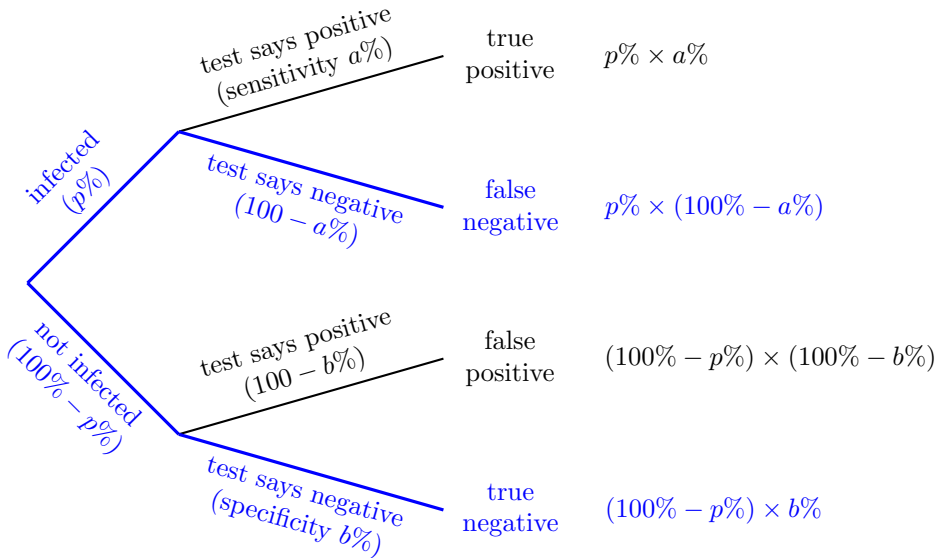 test says positive
(sensitivity a%)
true
positive
p% × a%
infected
(p%)
test says negative
(100 − a%)
false
negative
p% × (100% − a%)
not infected
(100% − p%)
test says positive
(100 − b%)
false
positive
(100% − p%) × (100% − b%)
test says negative
(specificity b%)
true
negative
(100% − p%) × b%